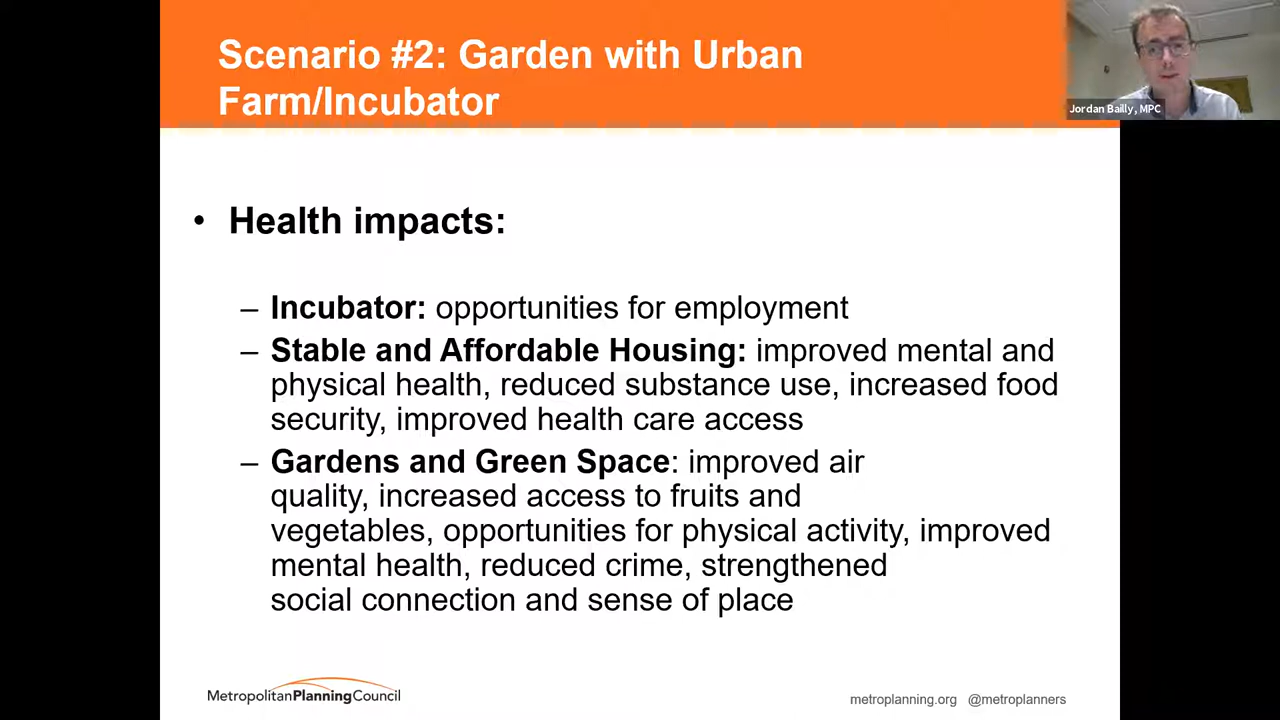 Scenario #2: Garden with Urban
Farm/Incubator
Jordan Bailly, MPC
• Health impacts:
– Incubator: opportunities for employment
– Stable and Affordable Housing: improved mental and
physical health, reduced substance use, increased food
security, improved health care access
– Gardens and Green Space: improved air
quality, increased access to fruits and
vegetables, opportunities for physical activity, improved
mental health, reduced crime, strengthened
social connection and sense of place
MetropolitanPlanningCouncil
metroplanning.org @metroplanners